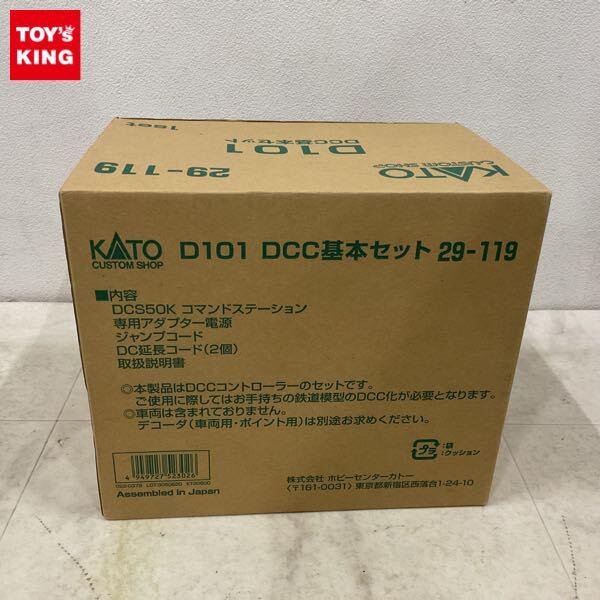 TOY's
KING
1set
D101
DCC基本セット
29-119
KATO
CUSTOM SHOP
KATO
CUSTOM SHOP
D101 DCC基本セット 29-119
■内容
DCS50K コマンドステーション
専用アダプター電源
ジャンプコード
DC延長コード(2個)
取扱説明書
◎本製品はDCCコントローラーのセットです。
ご使用に際してはお手持ちの鉄道模型のDCC化が必要となります。
◎車両は含まれておりません。
デコーダ(車両用・ポイント用)は別途お求めください。
プラ
:袋
:クッション
4 949727 523026
Assembled in Japan
株式会社 ホビーセンターカトー
〈〒161-0031〉東京都新宿区西落合1-24-10